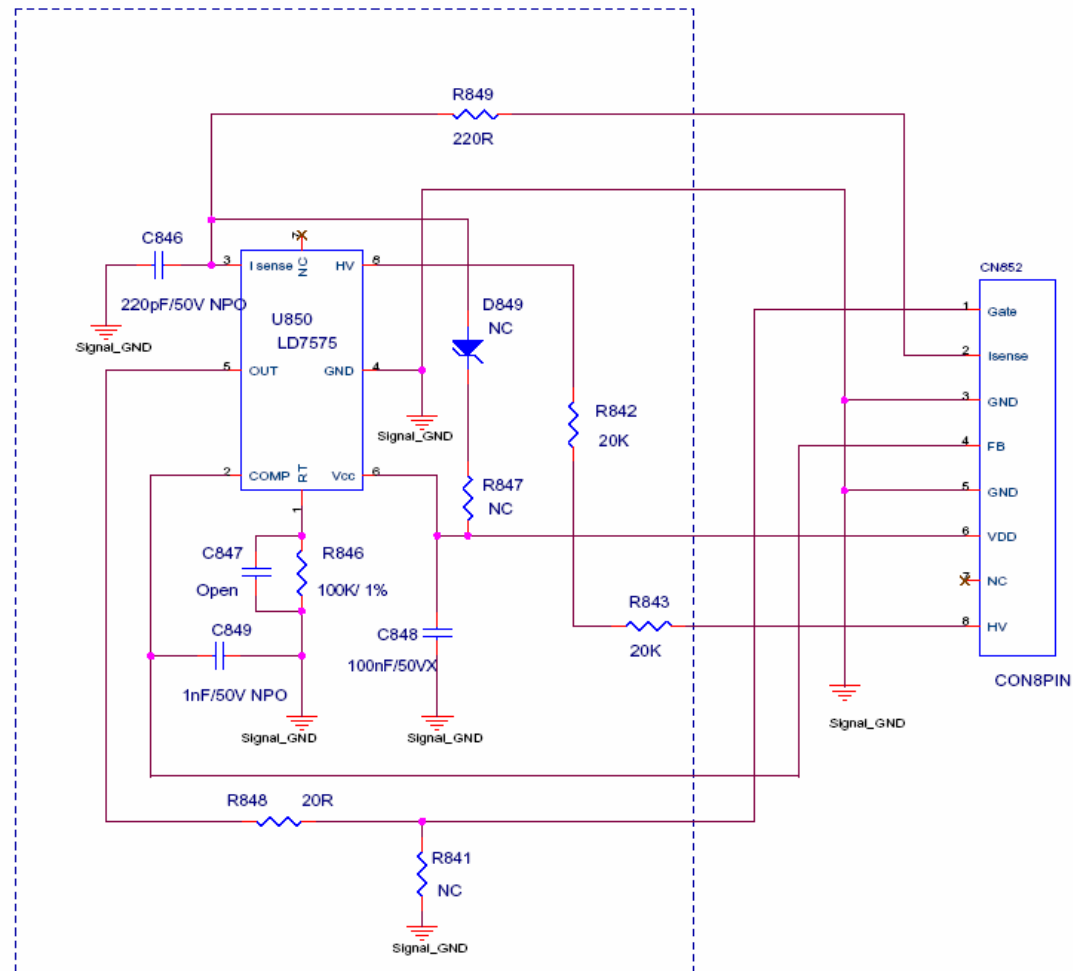 R849
220R
C846
220pF/50V NPO
Signal_GND
3
Isense
NC
7
HV
8
U850
LD7575
5
OUT
GND
4
Signal_GND
2
COMP
RT
Vcc
6
1
D849
NC
R842
20K
R847
NC
C847
Open
R846
100K/ 1%
C849
1nF/50V NPO
Signal_GND
C848
100nF/50VX
Signal_GND
R843
20K
R848
20R
R841
NC
Signal_GND
CN852
1
Gate
2
Isense
3
GND
4
FB
5
GND
6
VDD
7
NC
8
HV
CON8PIN
Signal_GND